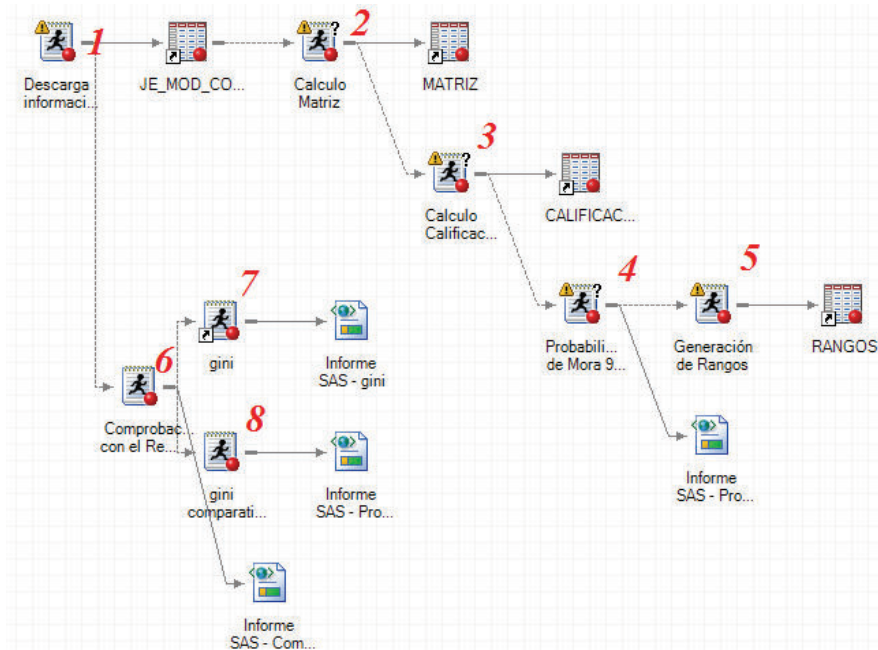 1
2
Descarga
informaci...
JE_MOD_CO...
Calculo
Matriz
MATRIZ
3
Calculo
Calificac...
CALIFICAC...
4
5
Probabili...
de Mora 9...
Generación
de Rangos
RANGOS
7
gini
Informe
SAS - gini
6
Comprobac...
con el Re...
8
gini
comparati...
Informe
SAS - Pro...
Informe
SAS - Pro...
Informe
SAS - Com...